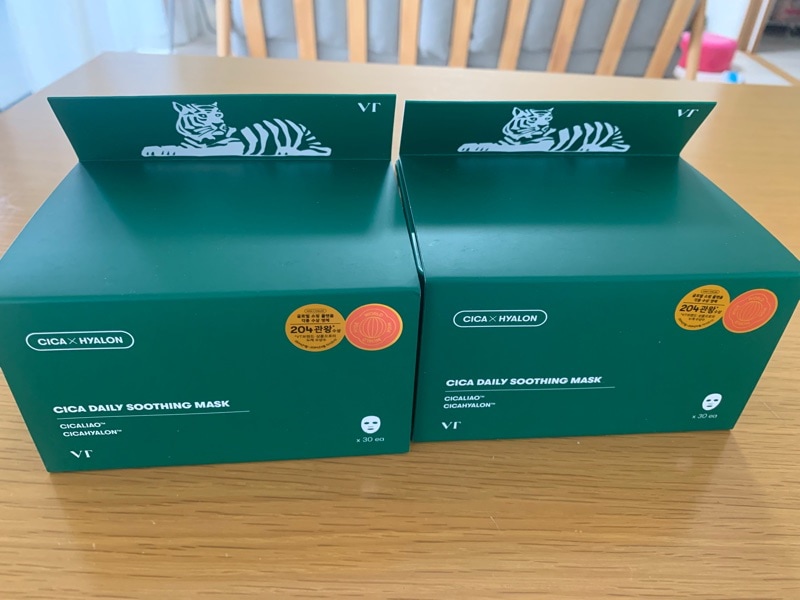 VT
CICA × HYALON
204관왕
WORLD
CICA DAILY SOOTHING MASK
CICALIAO™
CICAHYALON™
VT
x 30 ea
VT
CICA × HYALON
204관왕
CICA DAILY SOOTHING MASK
CICALIAO™
CICAHYALON™
VT
x 30 ea